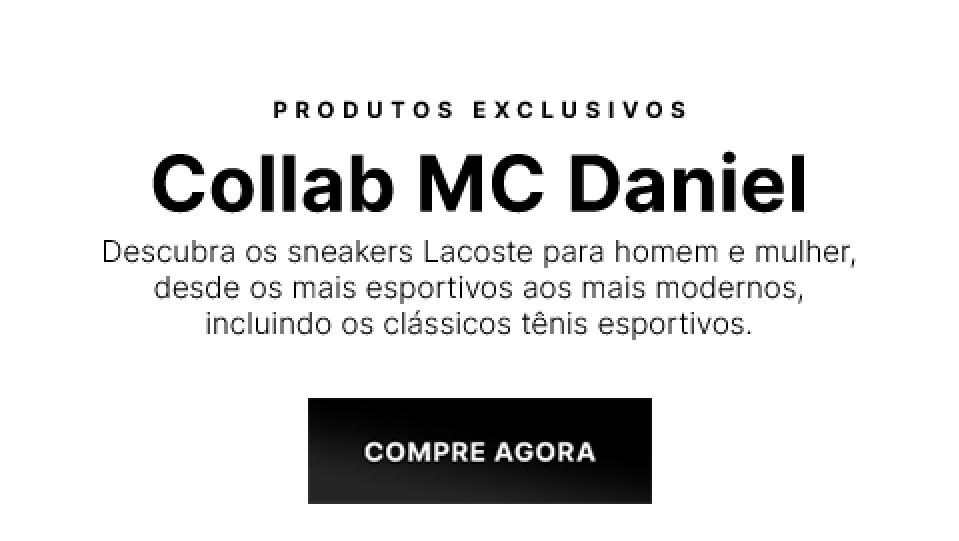 PRODUTOS EXCLUSIVOS
Collab MC Daniel
Descubra os sneakers Lacoste para homem e mulher,
desde os mais esportivos aos mais modernos,
incluindo os clássicos tênis esportivos.
COMPRE AGORA